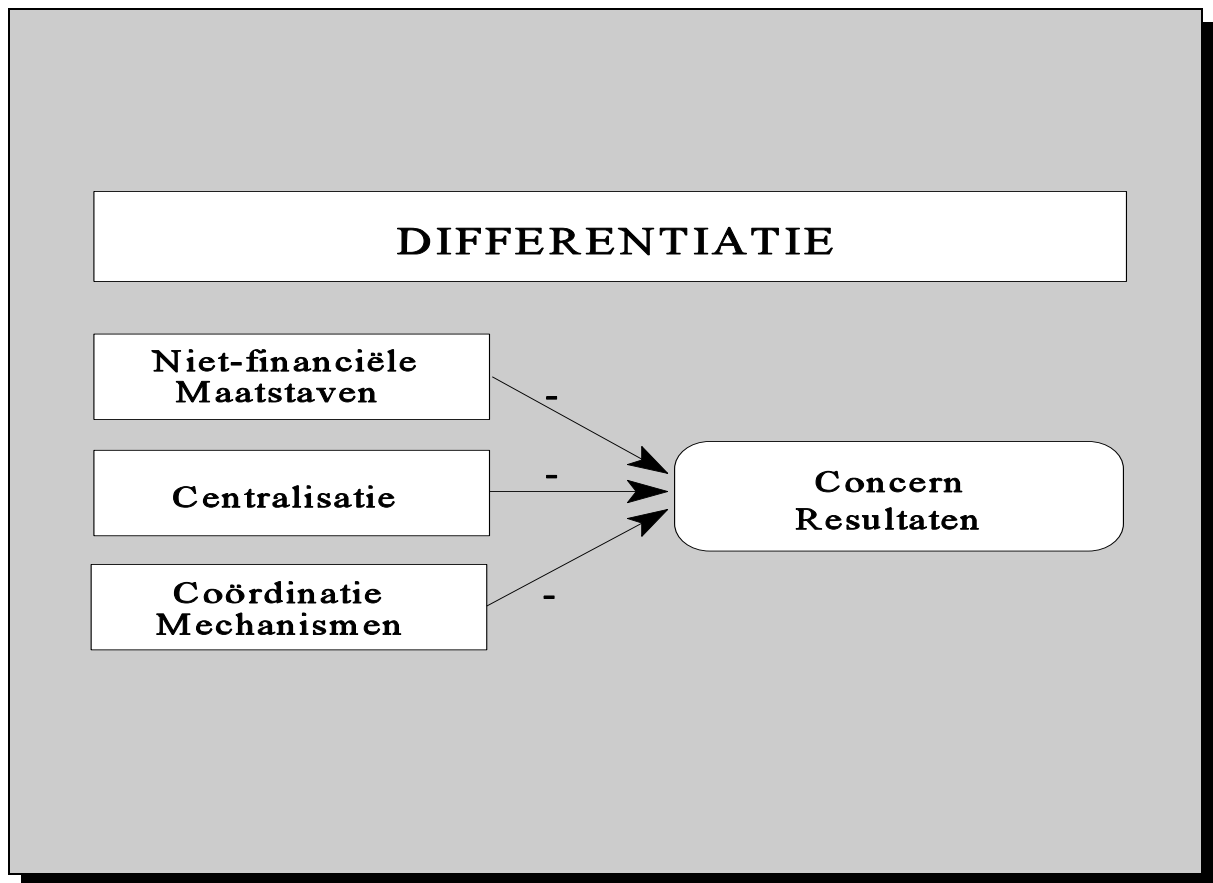 DIFFERENTIATIE
Niet-financiële
Maatstaven
-
Centralisatie
-
Concern
Resultaten
Coördinatie
Mechanismen
-